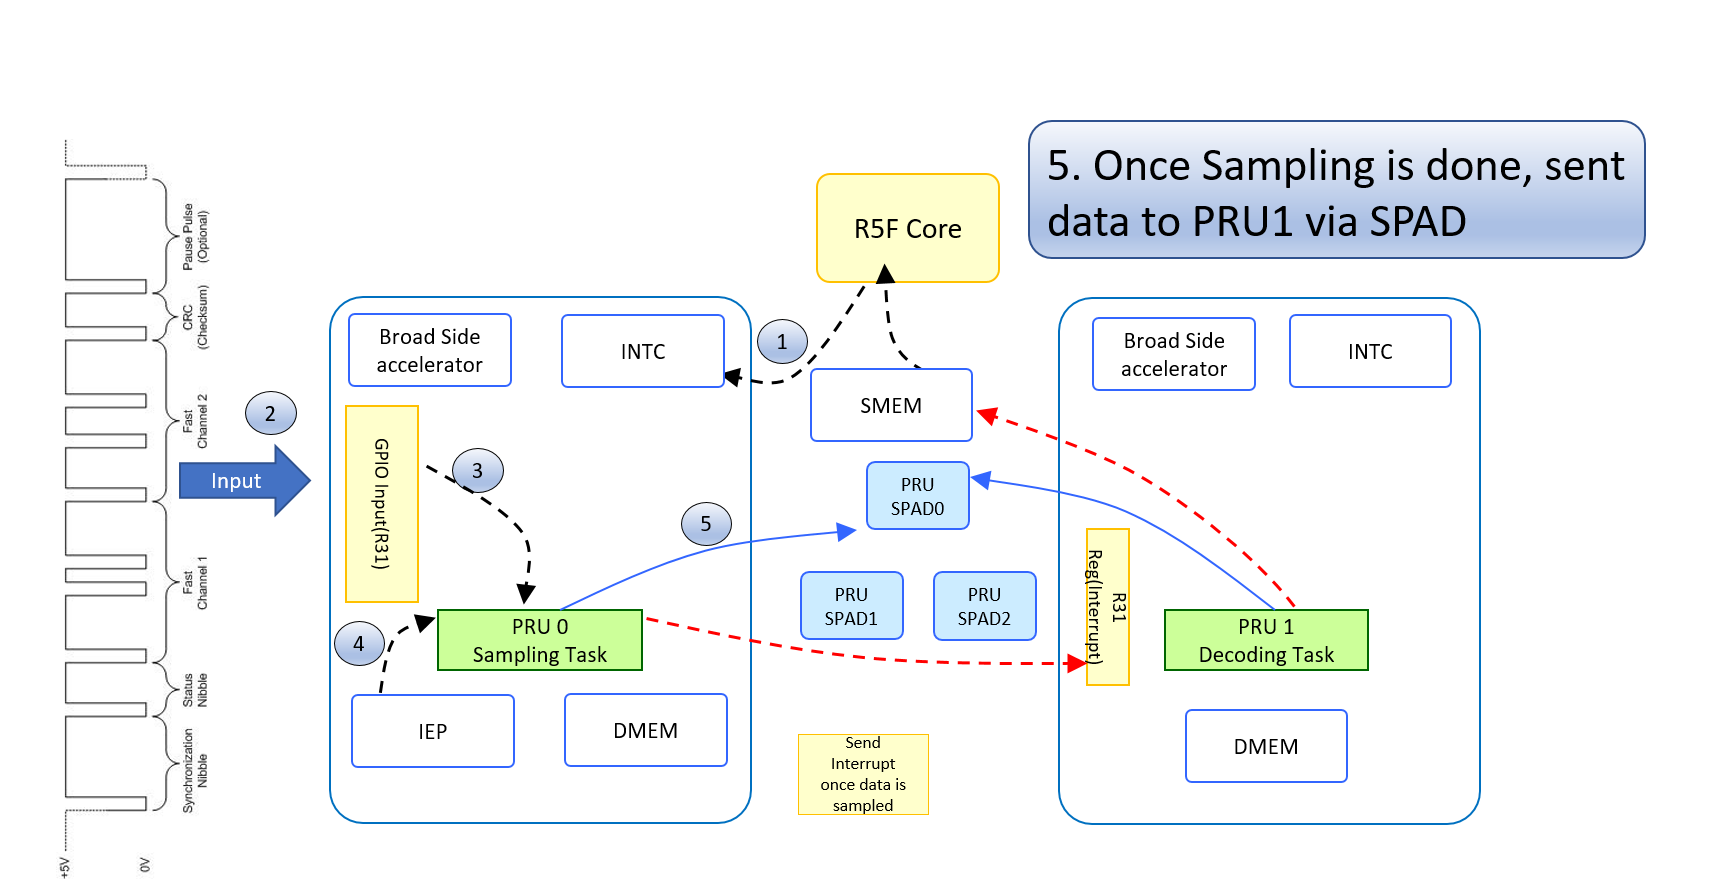 5. Once Sampling is done, sent
data to PRU1 via SPAD
R5F Core
Broad Side
accelerator
INTC
1
SMEM
Broad Side
accelerator
INTC
2
Input
GPIO Input(R31)
3
5
4
PRU 0
Sampling Task
IEP
DMEM
PRU
SPAD0
PRU
SPAD1
PRU
SPAD2
R31
Reg(Interrupt)
PRU 1
Decoding Task
DMEM
Send
Interrupt
once data is
sampled
Pause Pulse
(Optional)
CRC
(Checksum)
Fast
Channel 2
Fast
Channel 1
Status
Nibble
Synchronization
Nibble
+5V
0V